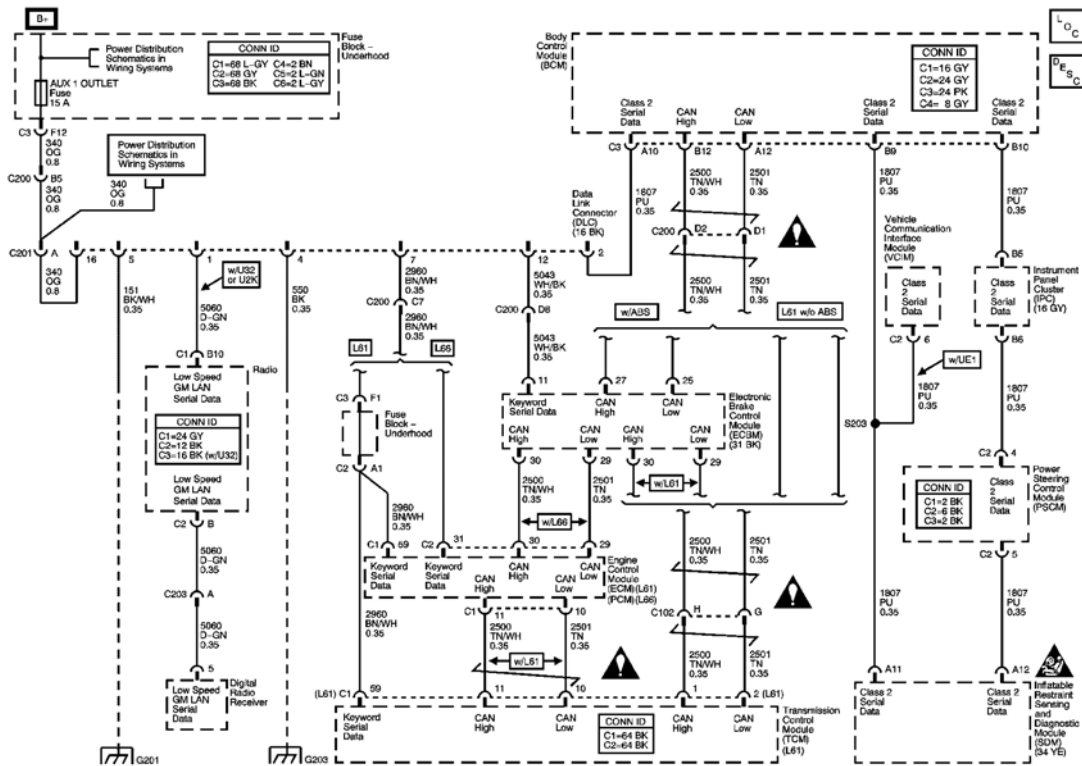 B+
Power Distribution
Schematics in
Wiring Systems
AUX 1 OUTLET
Fuse
15 A
CONN ID
C1=68 L-GY C4=2 BN
C2=68 GY C5=2 L-GN
C3=68 BK C6=2 L-GY
Fuse
Block –
Underhood
C3
F12
340
OG
0.8
C200
B5
340
OG
0.8
340
OG
0.8
Power Distribution
Schematics in
Wiring Systems
C201
A
16
5
1
4
7
12
2
340
OG
0.8
Data
Link
Connector
(DLC)
(16 BK)
Body
Control
Module
(BCM)
Class 2
Serial
Data
CAN
High
CAN
Low
Class 2
Serial
Data
Class 2
Serial
Data
CONN ID
C1=16 GY
C2=24 GY
C3=24 PK
C4= 8 GY
L O C
D E S C
C3
A10
B12
A12
B9
B10
1807
PU
0.35
2500
TN/WH
0.35
2501
TN
0.35
1807
PU
0.35
1807
PU
0.35
C200
D2
D1
2500
TN/WH
0.35
2501
TN
0.35
Vehicle
Communication
Interface
Module
(VCIM)
Class
2
Serial
Data
C2
6
w/UE1
1807
PU
0.35
S203
B5
Instrument
Panel
Cluster
(IPC)
(16 GY)
Class
2
Serial
Data
B6
1807
PU
0.35
C2
4
Power
Steering
Control
Module
(PSCM)
CONN ID
C1=2 BK
C2=6 BK
C3=2 BK
Class
2
Serial
Data
C2
5
1807
PU
0.35
1807
PU
0.35
A11
A12
Class 2
Serial Data
Class 2
Serial
Data
Inflatable
Restraint
Sensing
and
Diagnostic
Module
(SDM)
(34 YE)
151
BK/WH
0.35
w/U32
or U2K
5060
D-GN
0.35
C1
B10
Radio
Low Speed
GM LAN
Serial Data
CONN ID
C1=24 GY
C2=12 BK
C3=16 BK (w/U32)
Low Speed
GM LAN
Serial Data
C2
B
5060
D-GN
0.35
C203
A
5060
D-GN
0.35
5
Low Speed
GM LAN
Serial
Data
Digital
Radio
Receiver
G201
550
BK
0.35
G203
2960
BN/WH
0.35
C200
C7
2960
BN/WH
0.35
L61
L66
C3
F1
Fuse
Block –
Underhood
C2
A1
2960
BN/WH
0.35
2960
BN/WH
0.35
5043
WH/BK
0.35
C200
D8
5043
WH/BK
0.35
w/ABS
L61 w/o ABS
11
27
25
Keyword
Serial Data
CAN
High
CAN
Low
CAN
High
CAN
Low
CAN
High
CAN
Low
Electronic
Brake
Control
Module
(ECBM)
(31 BK)
30
29
30
29
2500
TN/WH
0.35
2501
TN
0.35
w/L61
w/L66
C1
59
C2
31
30
29
Keyword
Serial
Data
Keyword
Serial
Data
CAN
High
CAN
Low
CAN
High
CAN
Low
Engine
Control
Module
(ECM)(L61)
(PCM)(L66)
C1
11
10
2500
TN/WH
0.35
2501
TN
0.35
w/L61
2500
TN/WH
0.35
2501
TN
0.35
C102
H
G
2500
TN/WH
0.35
2501
TN
0.35
(L61) C1
59
11
10
1
2 (L61)
Keyword
Serial
Data
CAN
High
CAN
Low
CONN ID
C1=64 BK
C2=64 BK
CAN
High
CAN
Low
Transmission
Control
Module
(TCM)
(L61)